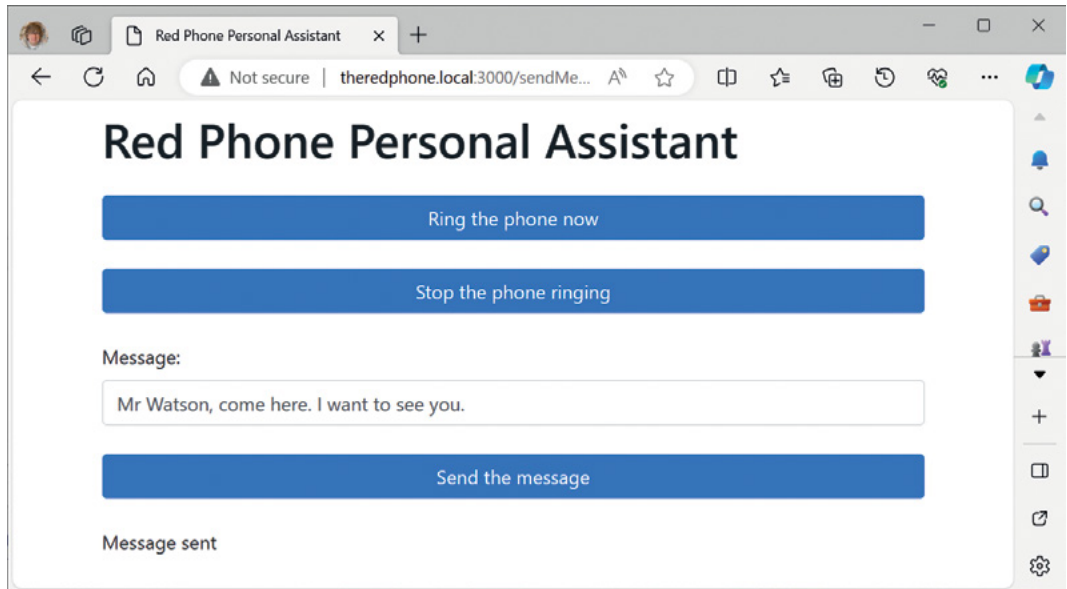 Red Phone Personal Assistant
Not secure | theredphone.local:3000/sendMe...
Red Phone Personal Assistant
Ring the phone now
Stop the phone ringing
Message:
Mr Watson, come here. I want to see you.
Send the message
Message sent